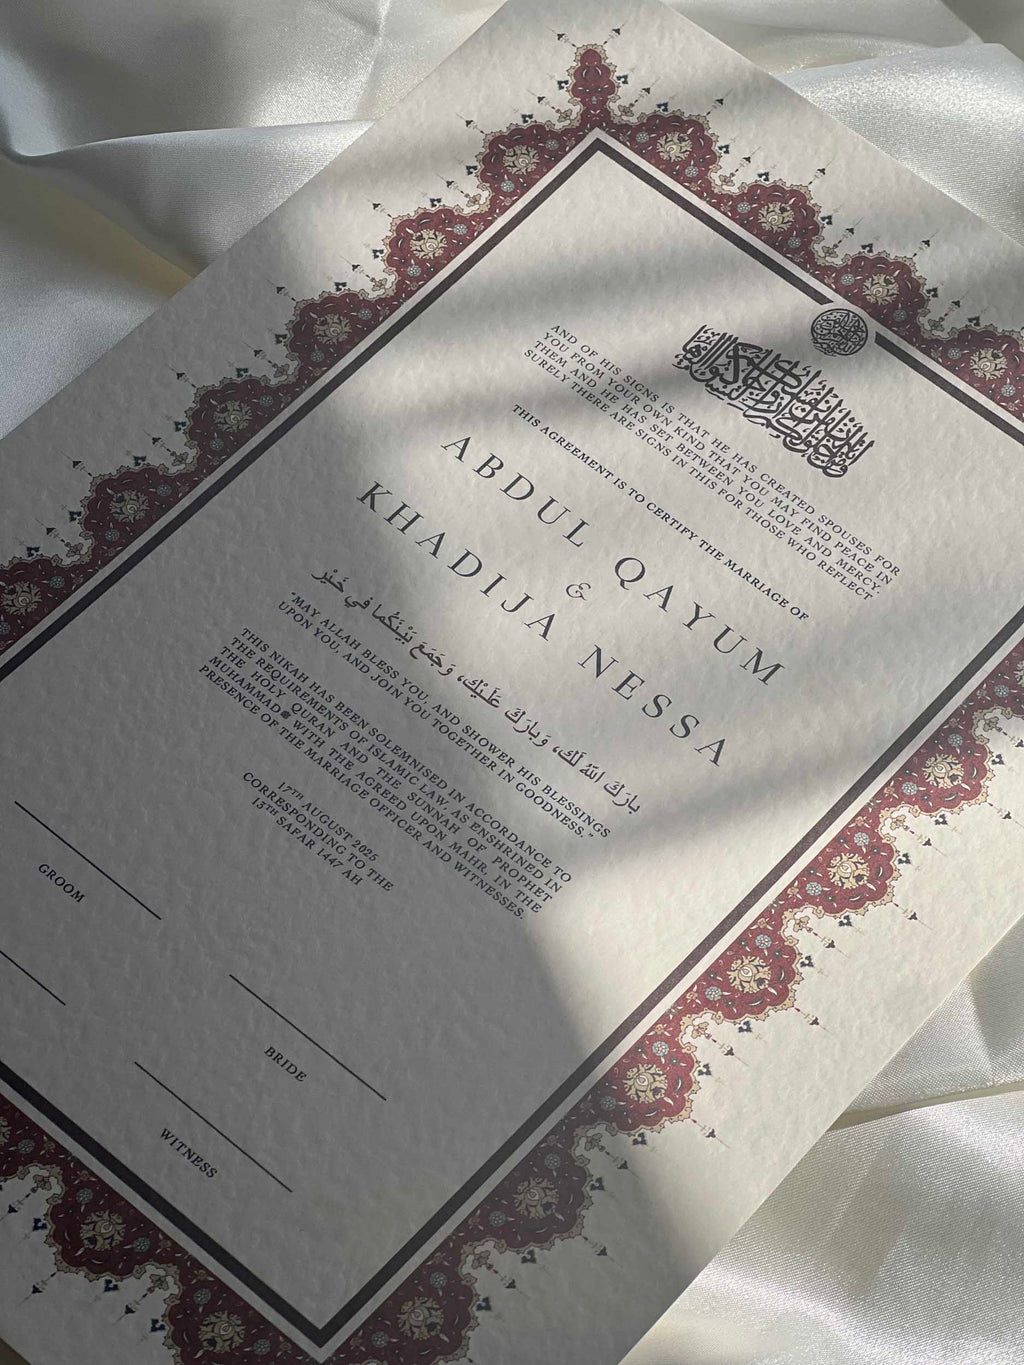 AND OF HIS SIGNS IS THAT HE HAS CREATED SPOUSES FOR
YOU FROM YOUR OWN KIND THAT YOU MAY FIND PEACE IN
THEM AND HE HAS SET BETWEEN YOU LOVE AND MERCY.
SURELY THERE ARE SIGNS IN THIS FOR THOSE WHO REFLECT
THIS AGREEMENT IS TO CERTIFY THE MARRIAGE OF
ABDUL QAYUM
&
KHADIJA NESSA
بَارَكَ اللّٰهُ لَكَ، وَبَارَكَ عَلَيْكَ، وَجَمَعَ بَيْنَكُمَا فِي خَيْرٍ
"MAY ALLAH BLESS YOU, AND SHOWER HIS BLESSINGS
UPON YOU, AND JOIN YOU TOGETHER IN GOODNESS."
THIS NIKAH HAS BEEN SOLEMNISED IN ACCORDANCE TO
THE REQUIREMENTS OF ISLAMIC LAW, AS ENSHRINED IN
THE HOLY QURAN AND THE SUNNAH OF PROPHET
MUHAMMADﷺ WITH THE AGREED UPON MAHR, IN THE
PRESENCE OF THE MARRIAGE OFFICER AND WITNESSES.
17TH AUGUST 2025
CORRESPONDING TO THE
13TH SAFAR 1447 AH
GROOM
BRIDE
WITNESS